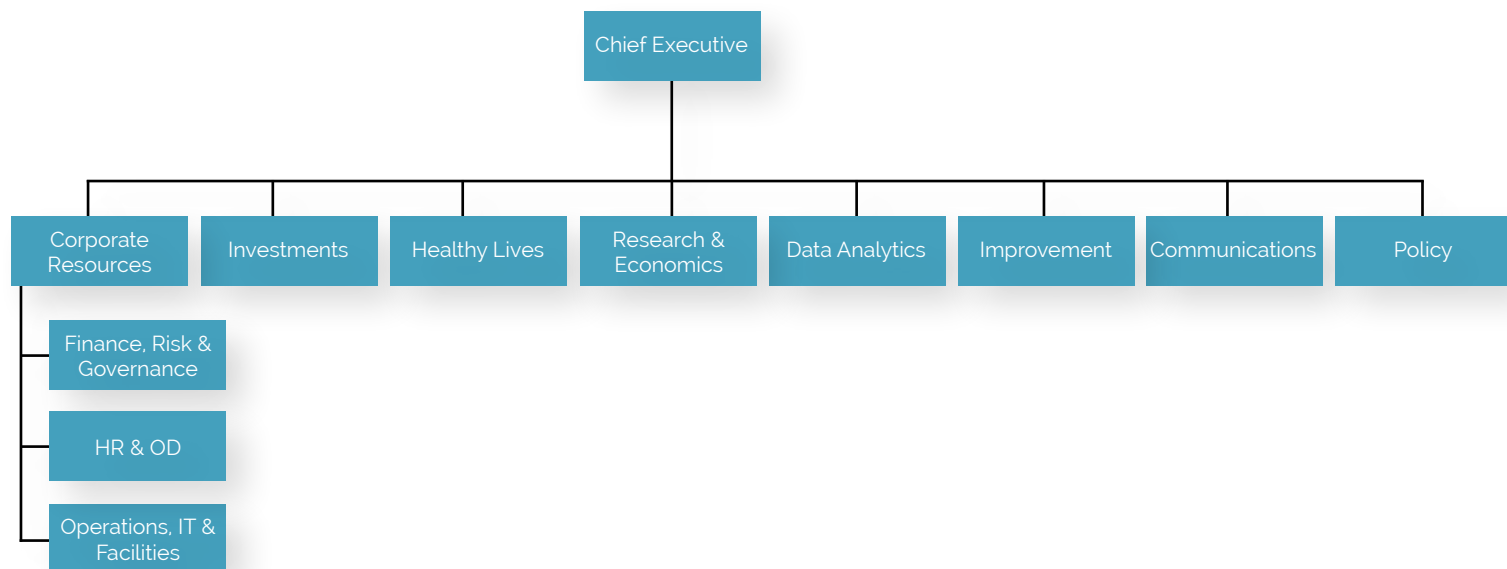 Chief Executive
Corporate
Resources
Investments
Healthy Lives
Research &
Economics
Data Analytics
Improvement
Communications
Policy
Finance, Risk &
Governance
HR & OD
Operations, IT &
Facilities